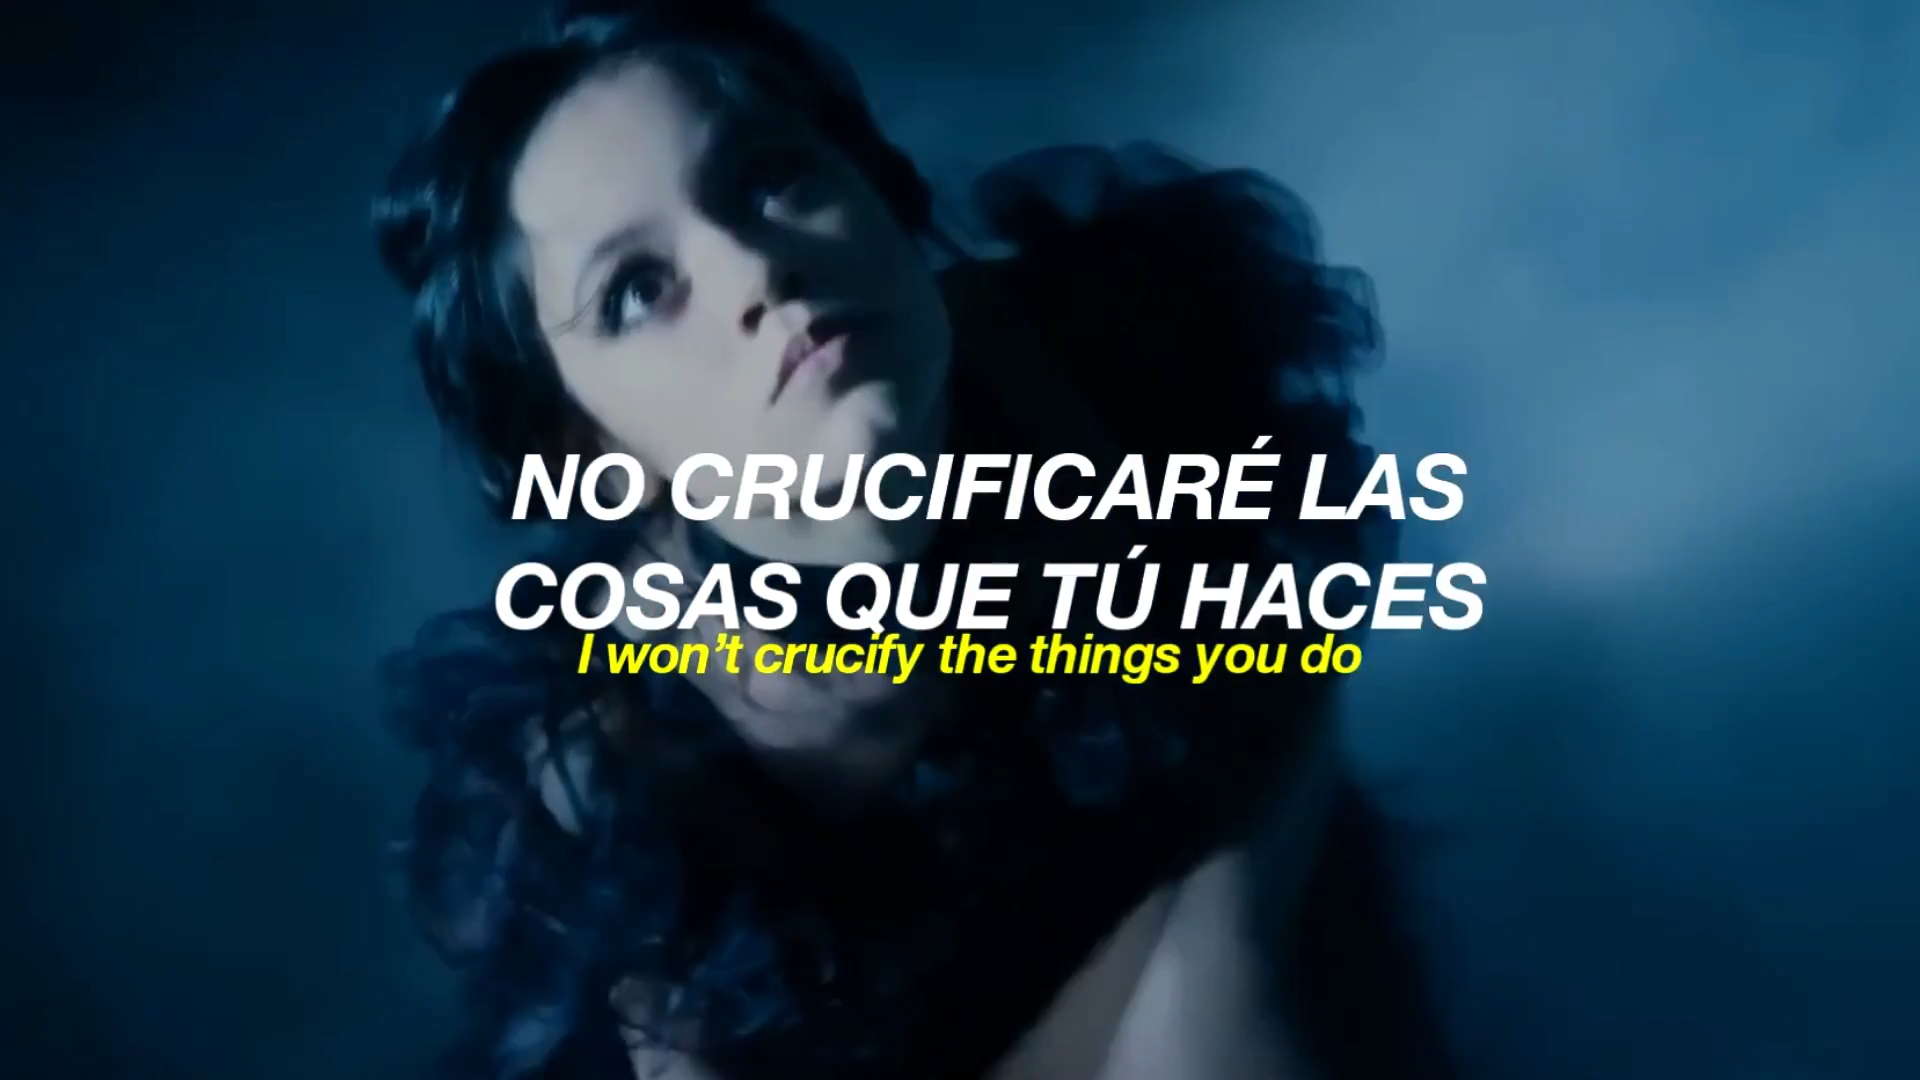 NO CRUCIFICARÉ LAS
COSAS QUE TÚ HACES
I won't crucify the things you do